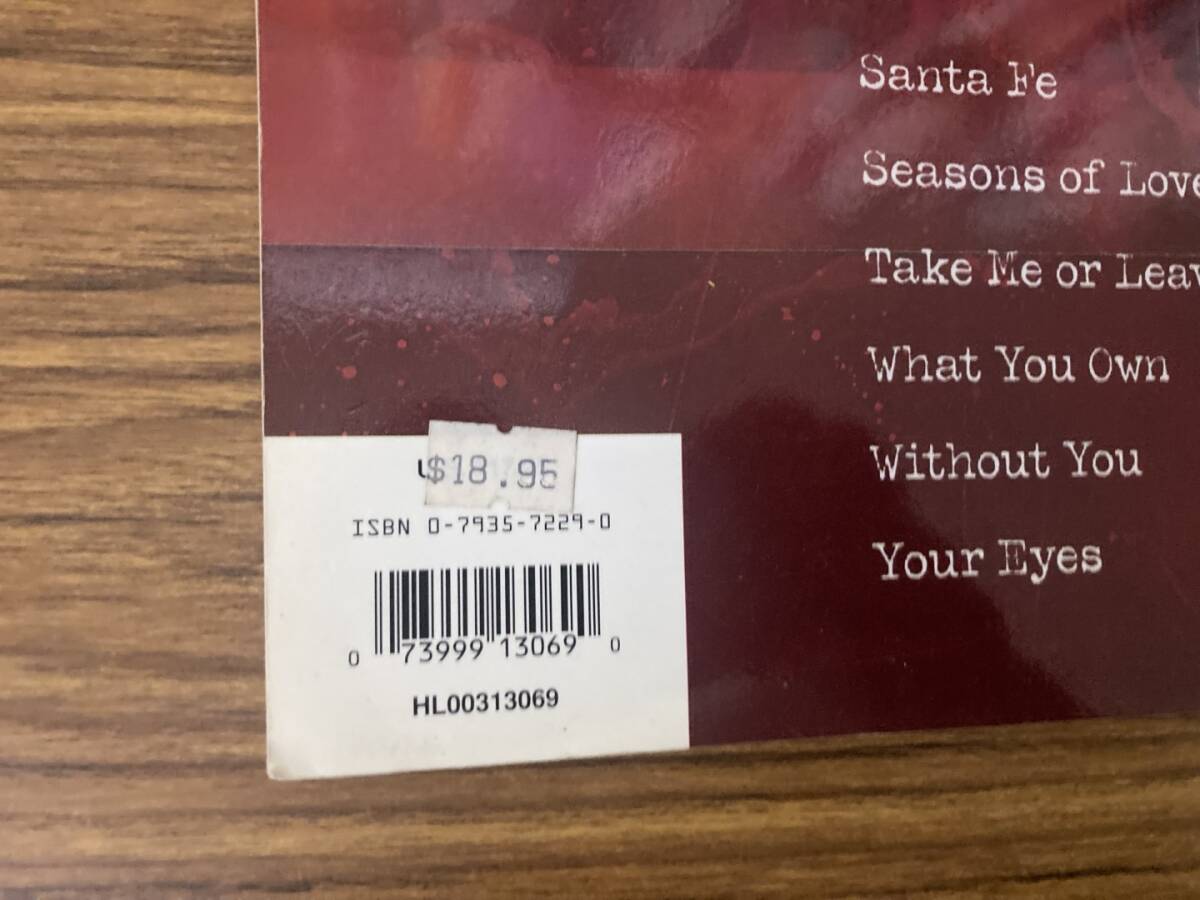 Santa Fe
Seasons of Love
Take Me or
What You Own
Without You
Your Eyes
$18.95
ISBN 0-7935-7229-0
0 73999 13069 0
HL00313069